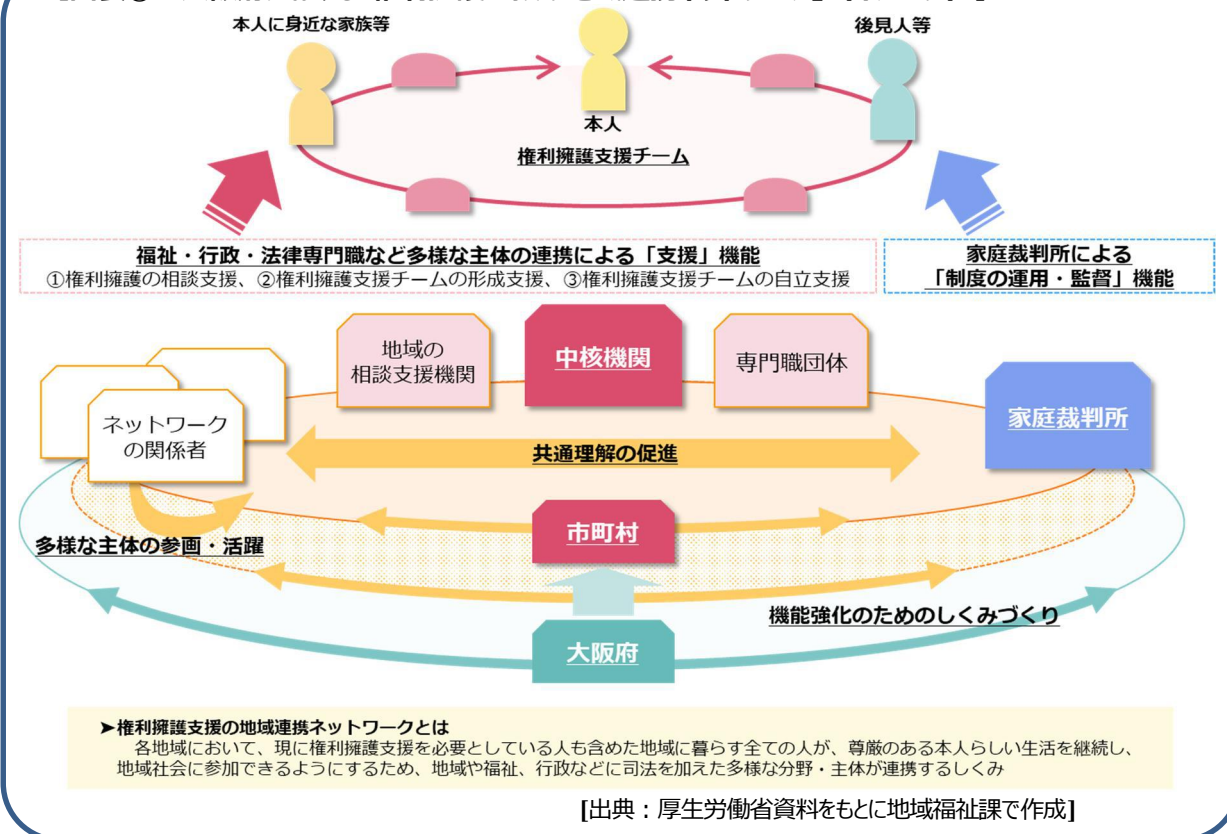 本人に身近な家族等
後見人等
本人
権利擁護支援チーム
福祉・行政・法律専門職など多様な主体の連携による「支援」機能
①権利擁護の相談支援、②権利擁護支援チームの形成支援、③権利擁護支援チームの自立支援
家庭裁判所による
「制度の運用・監督」機能
地域の
相談支援機関
中核機関
専門職団体
ネットワーク
の関係者
家庭裁判所
共通理解の促進
市町村
多様な主体の参画・活躍
機能強化のためのしくみづくり
大阪府
➤権利擁護支援の地域連携ネットワークとは
各地域において、現に権利擁護支援を必要としている人も含めた地域に暮らす全ての人が、尊厳のある本人らしい生活を継続し、
地域社会に参加できるようにするため、地域や福祉、行政などに司法を加えた多様な分野・主体が連携するしくみ
[出典：厚生労働省資料をもとに地域福祉課で作成]